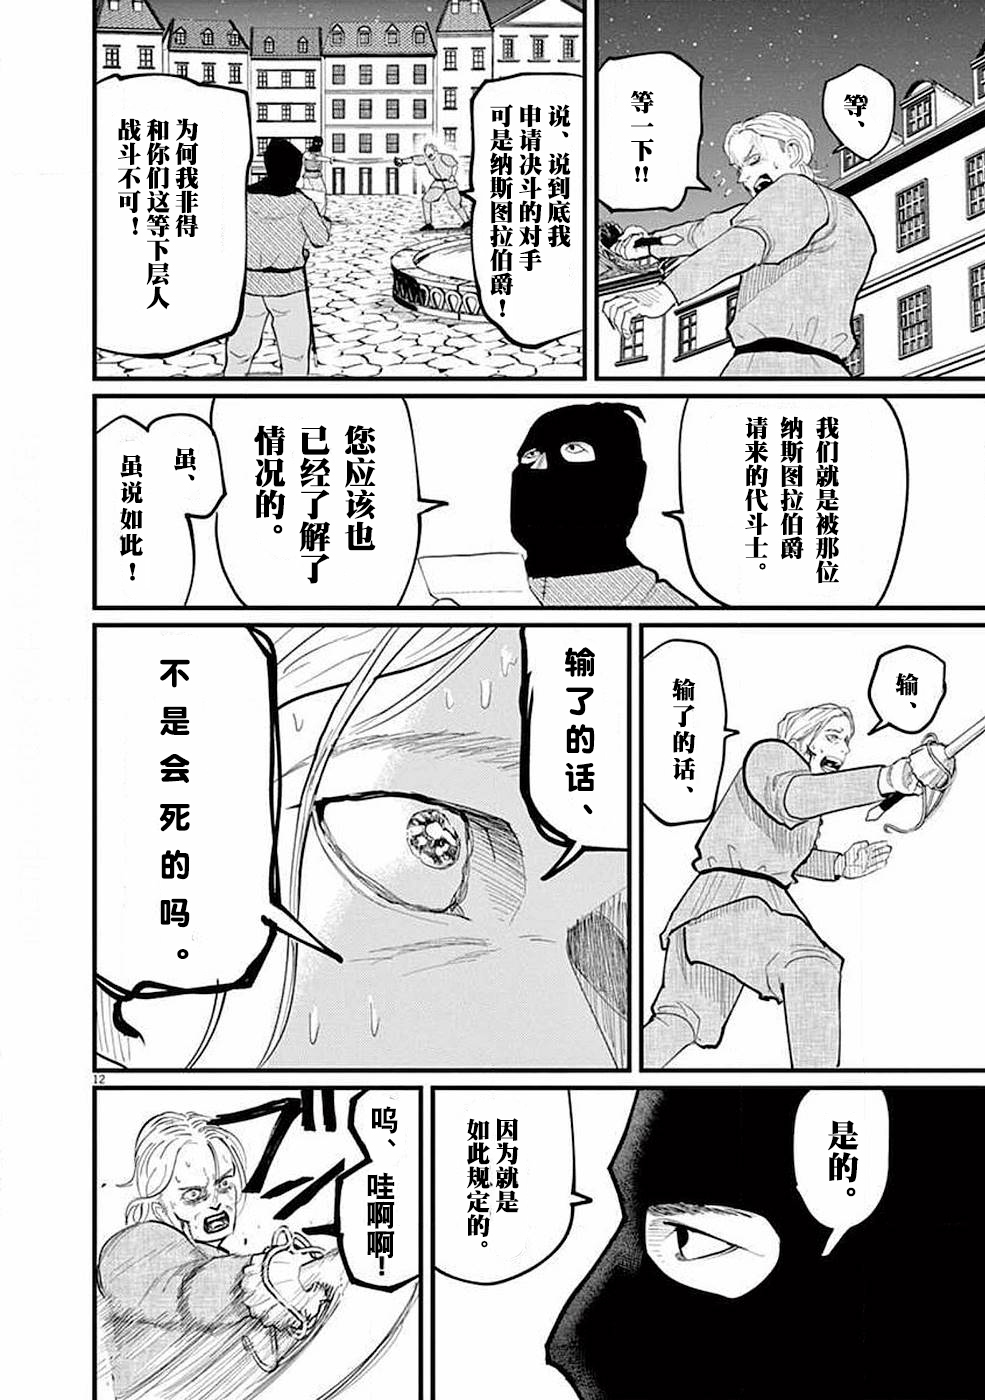 等、
等一下!!
说、说到底我
申请决斗的对手
可是纳斯图拉伯爵！
为何我非得
和你们这等下层人
战斗不可！
我们就是被那位
纳斯图拉伯爵
请来的代斗士。
您应该也
已经了解了
情况的。
虽、
虽说如此！
输、
输了的话、
输了的话、
不是会死的吗。
是的。
因为就是
如此规定的。
呜、
哇啊啊！
12